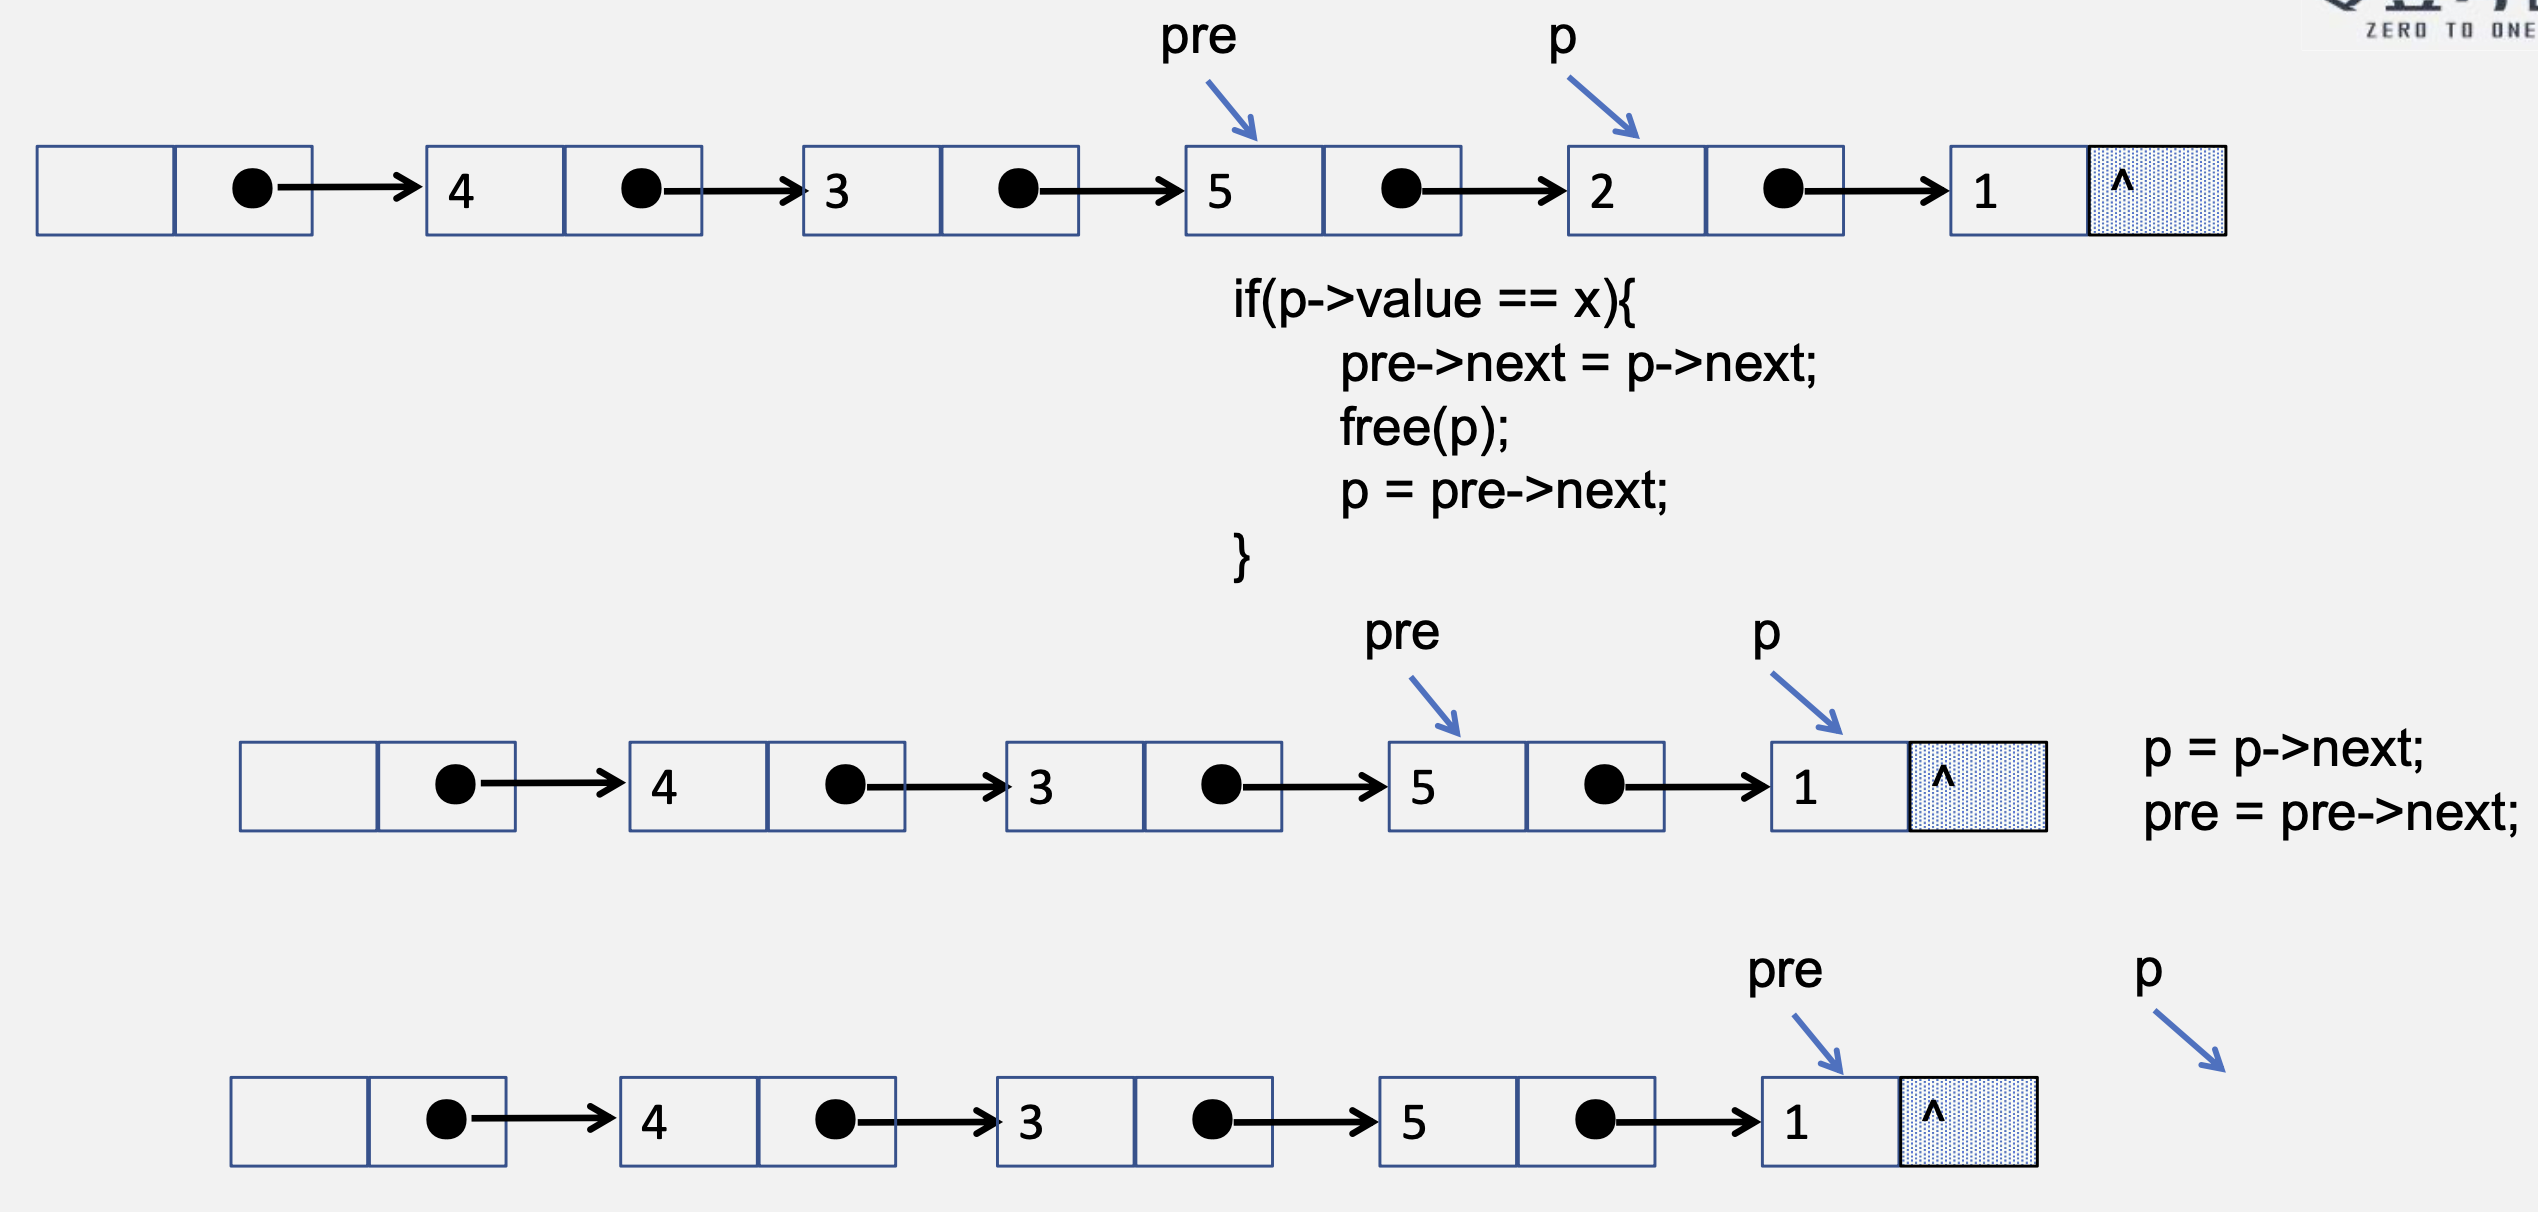 ZERO TO ONE
pre p
4 3 5 2 1 ^
if(p->value == x){
pre->next = p->next;
free(p);
p = pre->next;
}
pre p
4 3 5 1 ^
p = p->next;
pre = pre->next;
pre p
4 3 5 1 ^